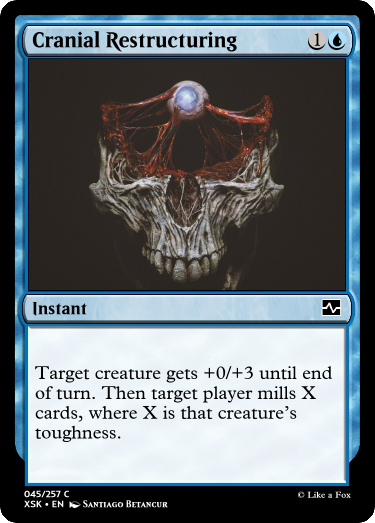 Cranial Restructuring 1
Instant
Target creature gets +0/+3 until end
of turn. Then target player mills X
cards, where X is that creature's
toughness.
045/257 C
XSK • EN Santiago Betancur
© Like a Fox